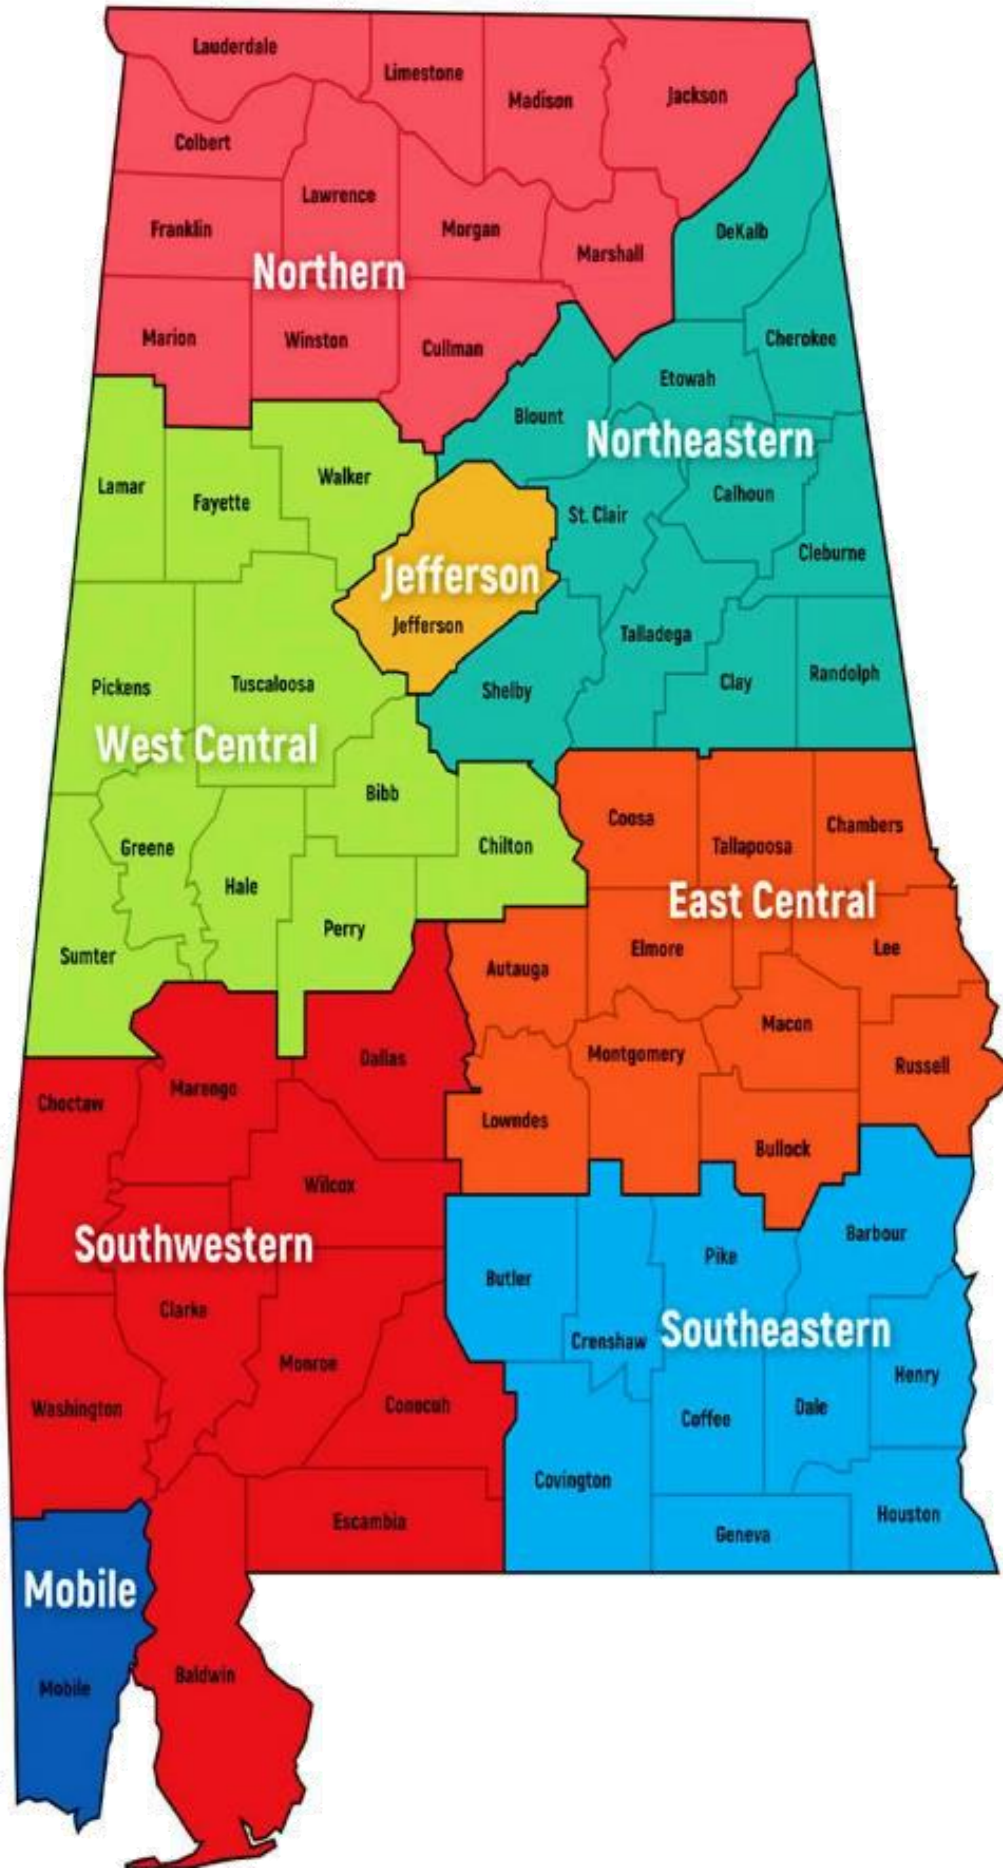 Lauderdale
Limestone
Madison
Jackson
Colbert
Lawrence
Franklin
Morgan
DeKalb
Marshall
Northern
Marion
Winston
Cullman
Cherokee
Etowah
Blount
Northeastern
Lamar
Fayette
Walker
St. Clair
Calhoun
Cleburne
Jefferson
Jefferson
Talladega
Pickens
Tuscaloosa
Shelby
Clay
Randolph
West Central
Bibb
Greene
Chilton
Coosa
Tallapoosa
Chambers
Hale
East Central
Perry
Sumter
Autauga
Elmore
Lee
Macon
Dallas
Montgomery
Russell
Choctaw
Marengo
Lowndes
Bullock
Wilcox
Southwestern
Barbour
Pike
Butler
Clarke
Crenshaw
Southeastern
Monroe
Henry
Washington
Conecuh
Coffee
Dale
Covington
Escambia
Geneva
Houston
Mobile
Mobile
Baldwin